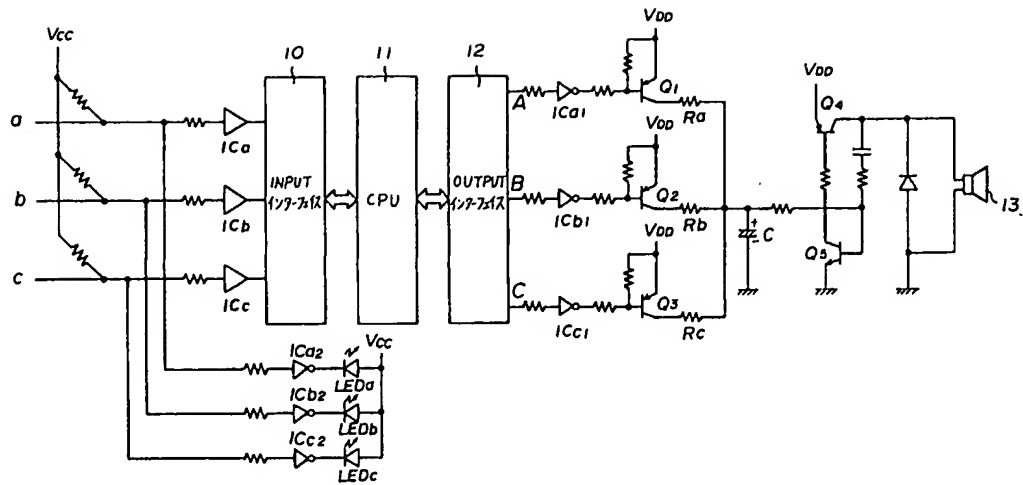 Vcc
10
11
12
VDD
Q1
A
ICa1
Ra
VDD
Q4
a
ICa
VDD
b
ICb
INPUT
インターフェイス
CPU
OUTPUT
インターフェイス
B
ICb1
Q2
Rb
+
C
13
VDD
Q5
c
ICc
C
ICc1
Q3
Rc
ICa2
Vcc
LEDa
ICb2
LEDb
ICc2
LEDc